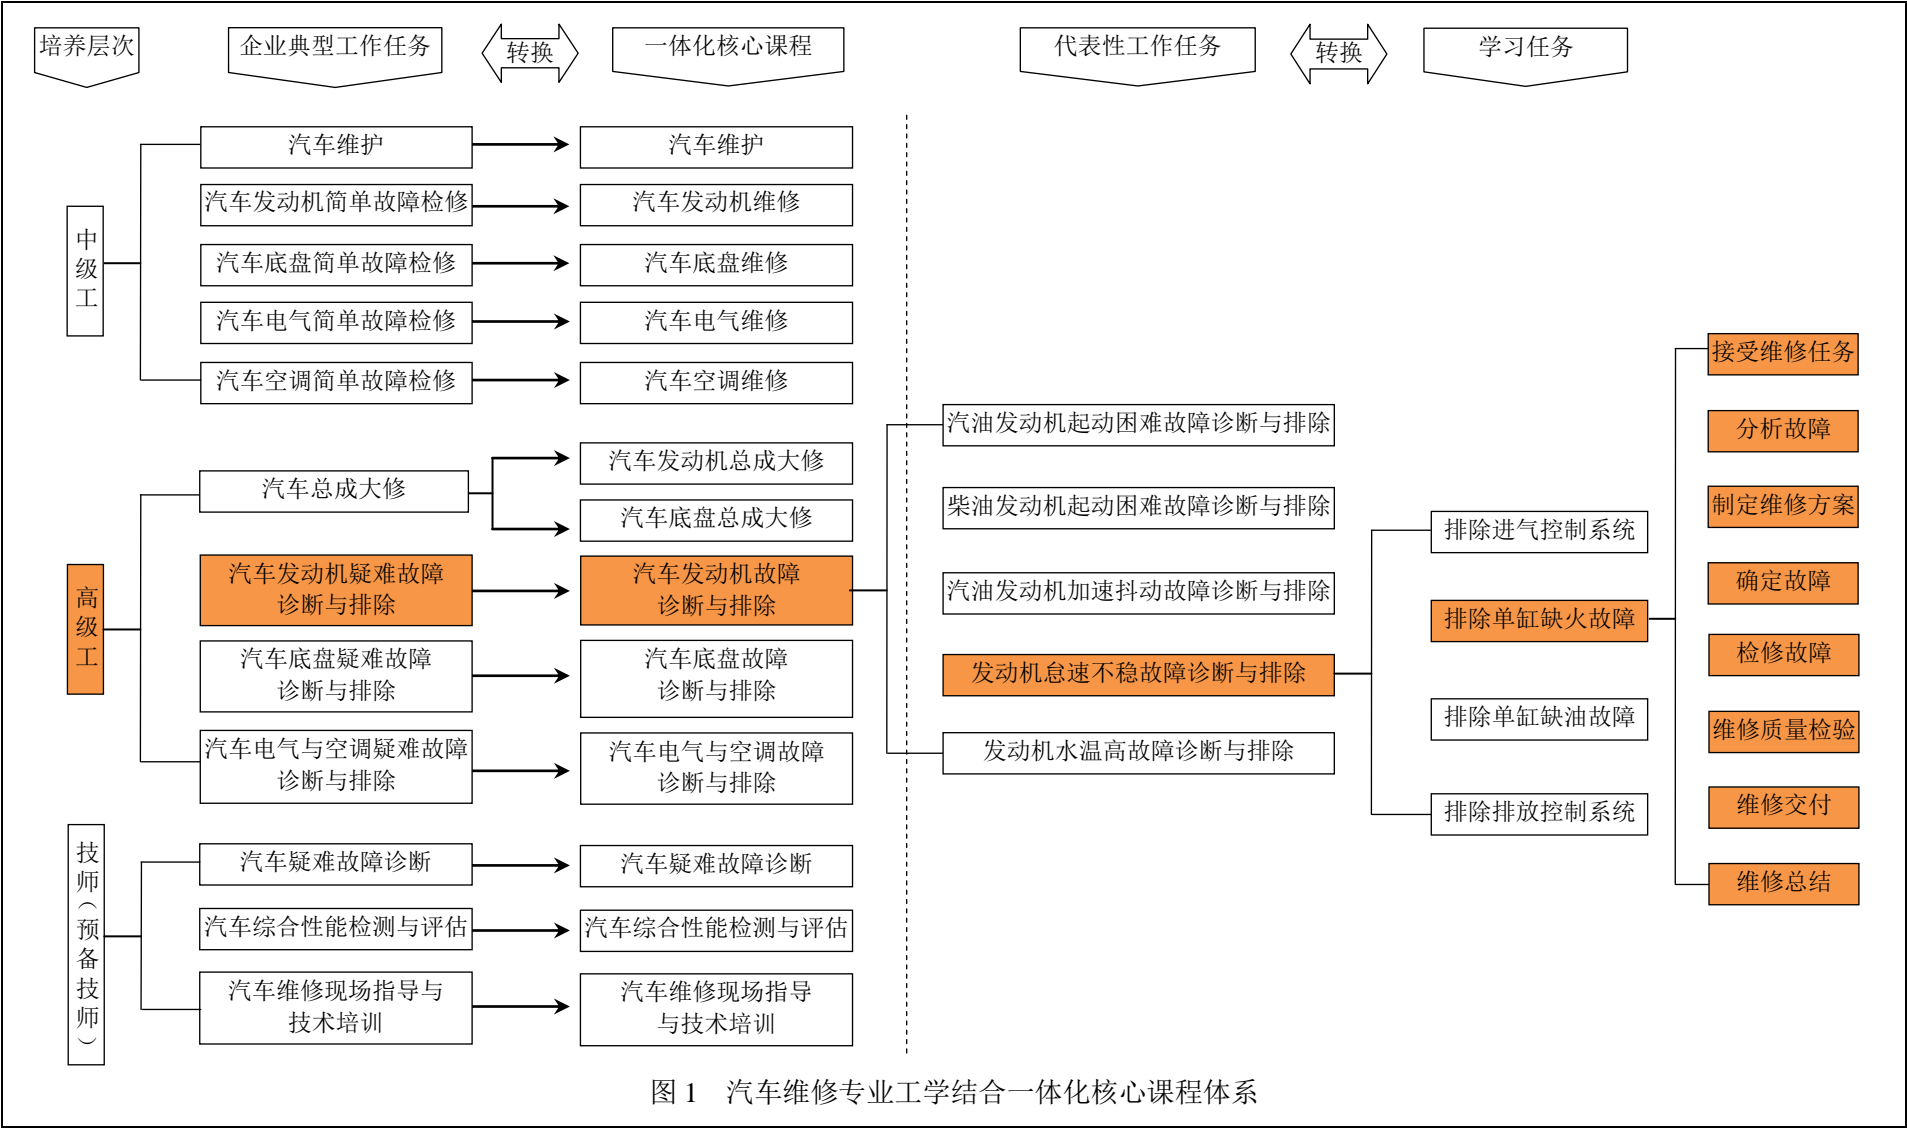 培养层次
企业典型工作任务
转换
一体化核心课程
代表性工作任务
转换
学习任务
中级工
汽车维护
汽车维护
汽车发动机简单故障检修
汽车发动机维修
汽车底盘简单故障检修
汽车底盘维修
汽车电气简单故障检修
汽车电气维修
汽车空调简单故障检修
汽车空调维修
高级工
汽车总成大修
汽车发动机总成大修
汽车底盘总成大修
汽车发动机疑难故障
诊断与排除
汽车发动机故障
诊断与排除
汽车底盘疑难故障
诊断与排除
汽车底盘故障
诊断与排除
汽车电气与空调疑难故障
诊断与排除
汽车电气与空调故障
诊断与排除
技师（预备技师）
汽车疑难故障诊断
汽车疑难故障诊断
汽车综合性能检测与评估
汽车综合性能检测与评估
汽车维修现场指导与
技术培训
汽车维修现场指导
与技术培训
汽油发动机起动困难故障诊断与排除
柴油发动机起动困难故障诊断与排除
汽油发动机加速抖动故障诊断与排除
发动机怠速不稳故障诊断与排除
发动机水温高故障诊断与排除
排除进气控制系统
排除单缸缺火故障
排除单缸缺油故障
排除排放控制系统
接受维修任务
分析故障
制定维修方案
确定故障
检修故障
维修质量检验
维修交付
维修总结
图 1　汽车维修专业工学结合一体化核心课程体系